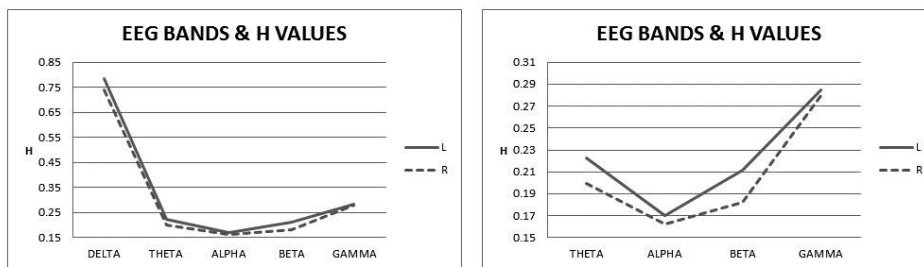 EEG BANDS & H VALUES
0.85
0.75
0.65
0.55
0.45
0.35
0.25
0.15
H
DELTA THETA ALPHA BETA GAMMA
L
R
EEG BANDS & H VALUES
0.31
0.29
0.27
0.25
0.23
0.21
0.19
0.17
0.15
H
THETA ALPHA BETA GAMMA
L
R